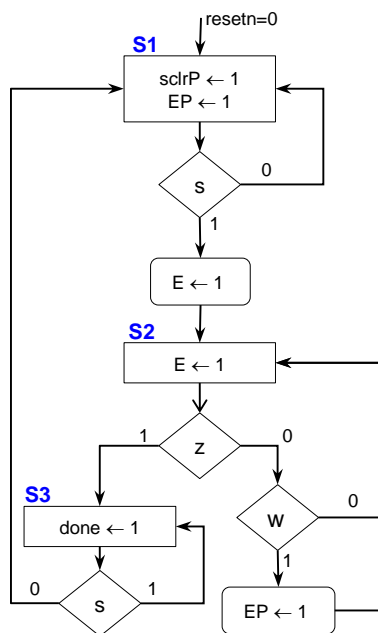 resetn=0
S1
sclrP ← 1
EP ← 1
s
0
1
E ← 1
S2
E ← 1
1
z
0
S3
done ← 1
w
0
1
0
s
1
EP ← 1